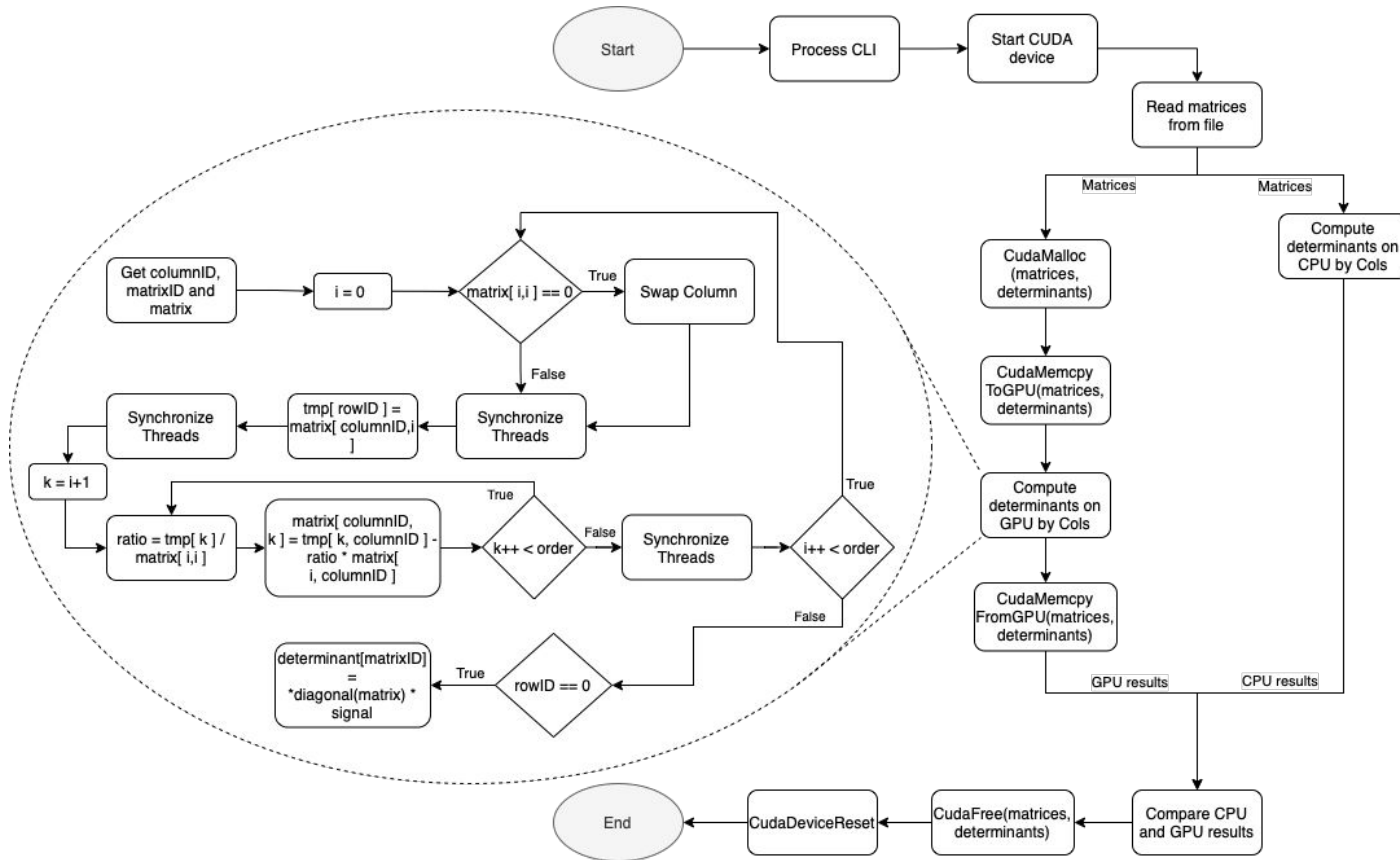 Start
Process CLI
Start CUDA
device
Read matrices
from file
Matrices
Matrices
CudaMalloc
(matrices,
determinants)
Compute
determinants on
CPU by Cols
CudaMemcpy
ToGPU(matrices,
determinants)
Compute
determinants on
GPU by Cols
CudaMemcpy
FromGPU(matrices,
determinants)
GPU results
CPU results
Compare CPU
and GPU results
CudaFree(matrices,
determinants)
CudaDeviceReset
End
Get columnID,
matrixID and
matrix
i = 0
matrix[ i,i ] == 0
True
Swap Column
False
Synchronize
Threads
tmp[ rowID ] =
matrix[ columnID,i
]
Synchronize
Threads
k = i+1
ratio = tmp[ k ] /
matrix[ i,i ]
matrix[ columnID,
k ] = tmp[ k, columnID ] -
ratio * matrix[
i, columnID ]
True
k++ < order
False
Synchronize
Threads
True
i++ < order
False
rowID == 0
True
determinant[matrixID]
=
*diagonal(matrix) *
signal